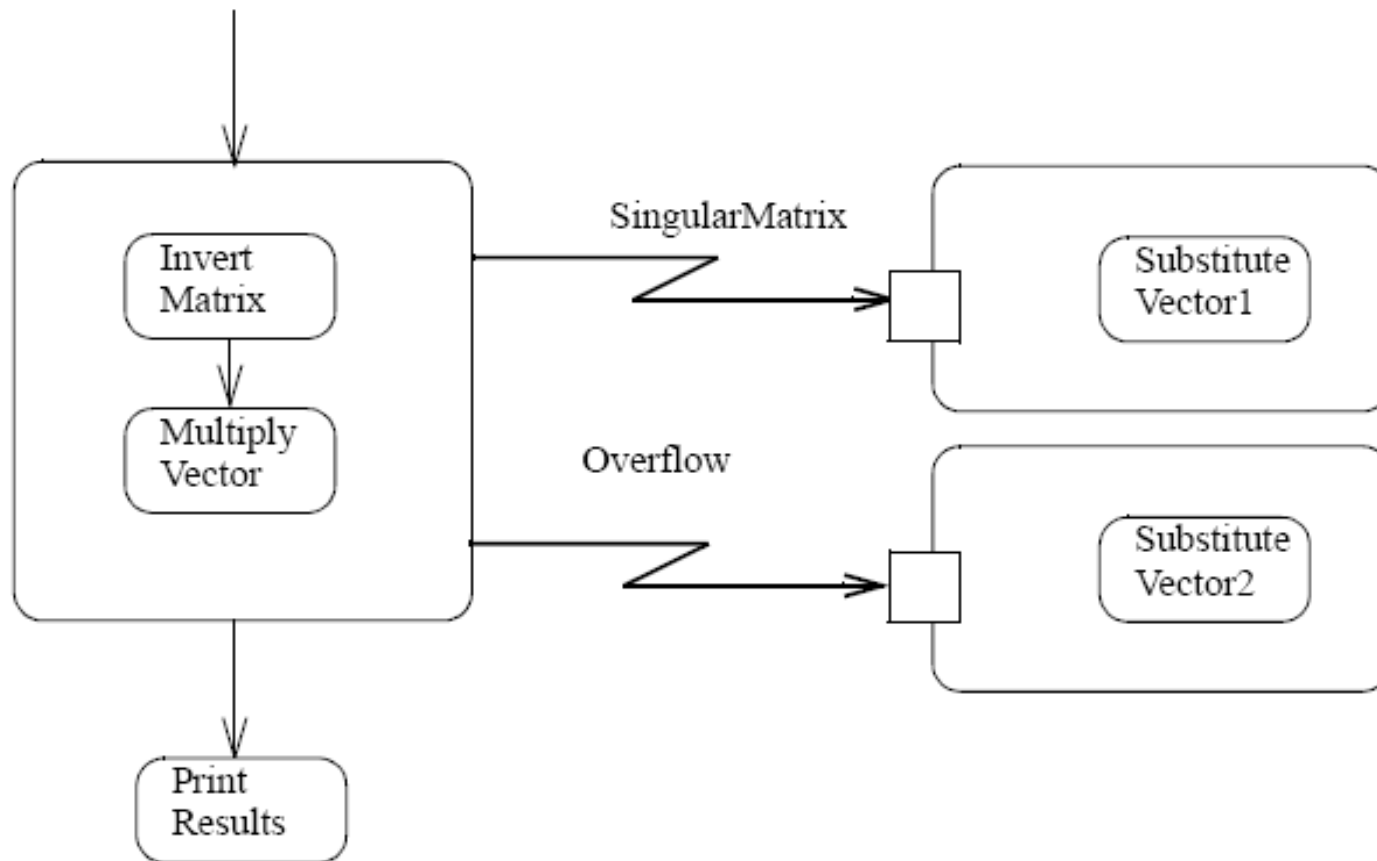 SingularMatrix
Invert
Matrix
Substitute
Vector1
Multiply
Vector
Overflow
Substitute
Vector2
Print
Results